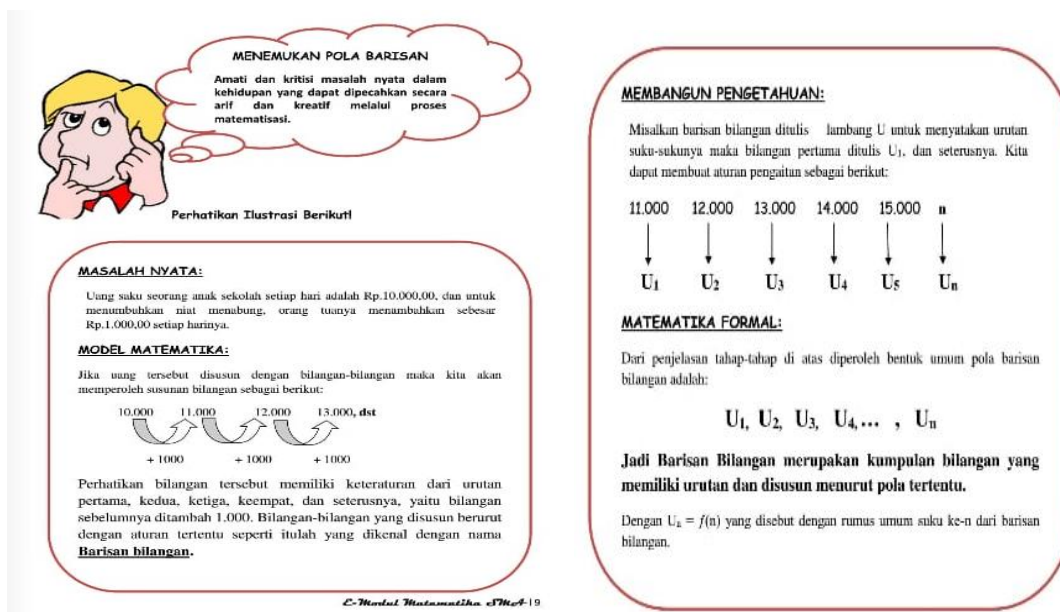 MENEMUKAN POLA BARISAN
Amati dan kritisi masalah nyata dalam
kehidupan yang dapat dipecahkan secara
arif dan kreatif melalui proses
matematisasi.
Perhatikan Ilustrasi Berikut!
MASALAH NYATA:
Uang saku seorang anak sekolah setiap hari adalah Rp.10.000,00, dan untuk
menumbuhkan niat menabung, orang tuanya menambahkan sebesar
Rp.1.000,00 setiap harinya.
MODEL MATEMATIKA:
Jika uang tersebut disusun dengan bilangan-bilangan maka kita akan
memperoleh susunan bilangan sebagai berikut:
10.000 11.000 12.000 13.000, dst
+ 1000 + 1000 + 1000
Perhatikan bilangan tersebut memiliki keteraturan dari urutan
pertama, kedua, ketiga, keempat, dan seterusnya, yaitu bilangan
sebelumnya ditambah 1.000. Bilangan-bilangan yang disusun berurut
dengan aturan tertentu seperti itulah yang dikenal dengan nama
Barisan bilangan.
E-Modul Matematika SMA 19
MEMBANGUN PENGETAHUAN:
Misalkan barisan bilangan ditulis lambang U untuk menyatakan urutan
suku-sukunya maka bilangan pertama ditulis U₁, dan seterusnya. Kita
dapat membuat aturan pengaitan sebagai berikut:
11.000 12.000 13.000 14.000 15.000 n
U₁ U₂ U₃ U₄ U₅ Uₙ
MATEMATIKA FORMAL:
Dari penjelasan tahap-tahap di atas diperoleh bentuk umum pola barisan
bilangan adalah:
U₁, U₂, U₃, U₄,… , Uₙ
Jadi Barisan Bilangan merupakan kumpulan bilangan yang
memiliki urutan dan disusun menurut pola tertentu.
Dengan Uₙ = f(n) yang disebut dengan rumus umum suku ke-n dari barisan
bilangan.